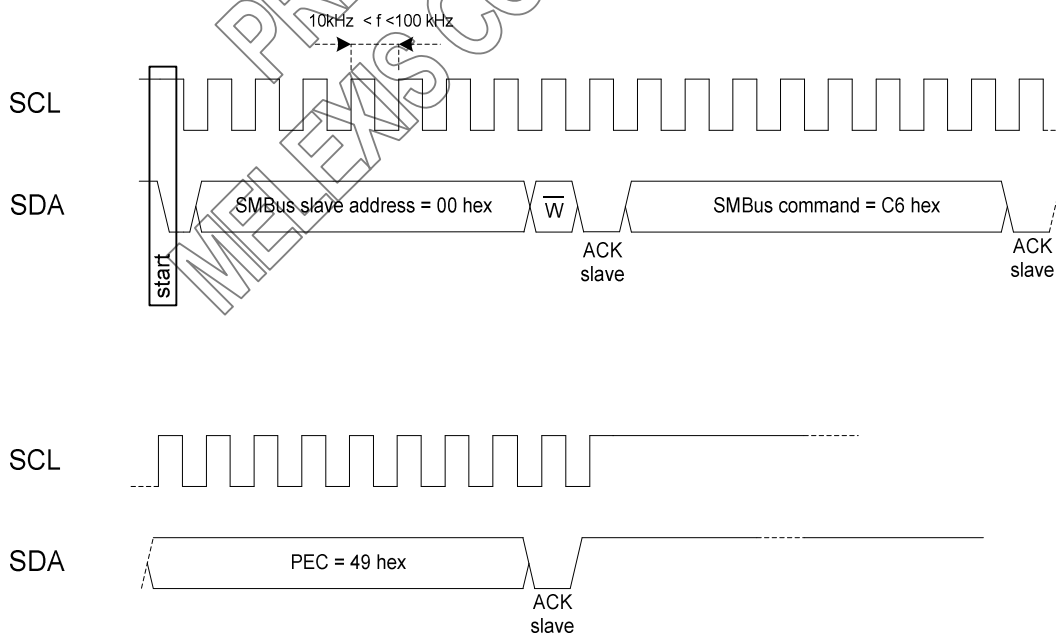 10kHz < f <100 kHz
SCL
SDA
start
SMBus slave address = 00 hex
W̅
ACK
slave
SMBus command = C6 hex
ACK
slave
SCL
SDA
PEC = 49 hex
ACK
slave
MELEXIS